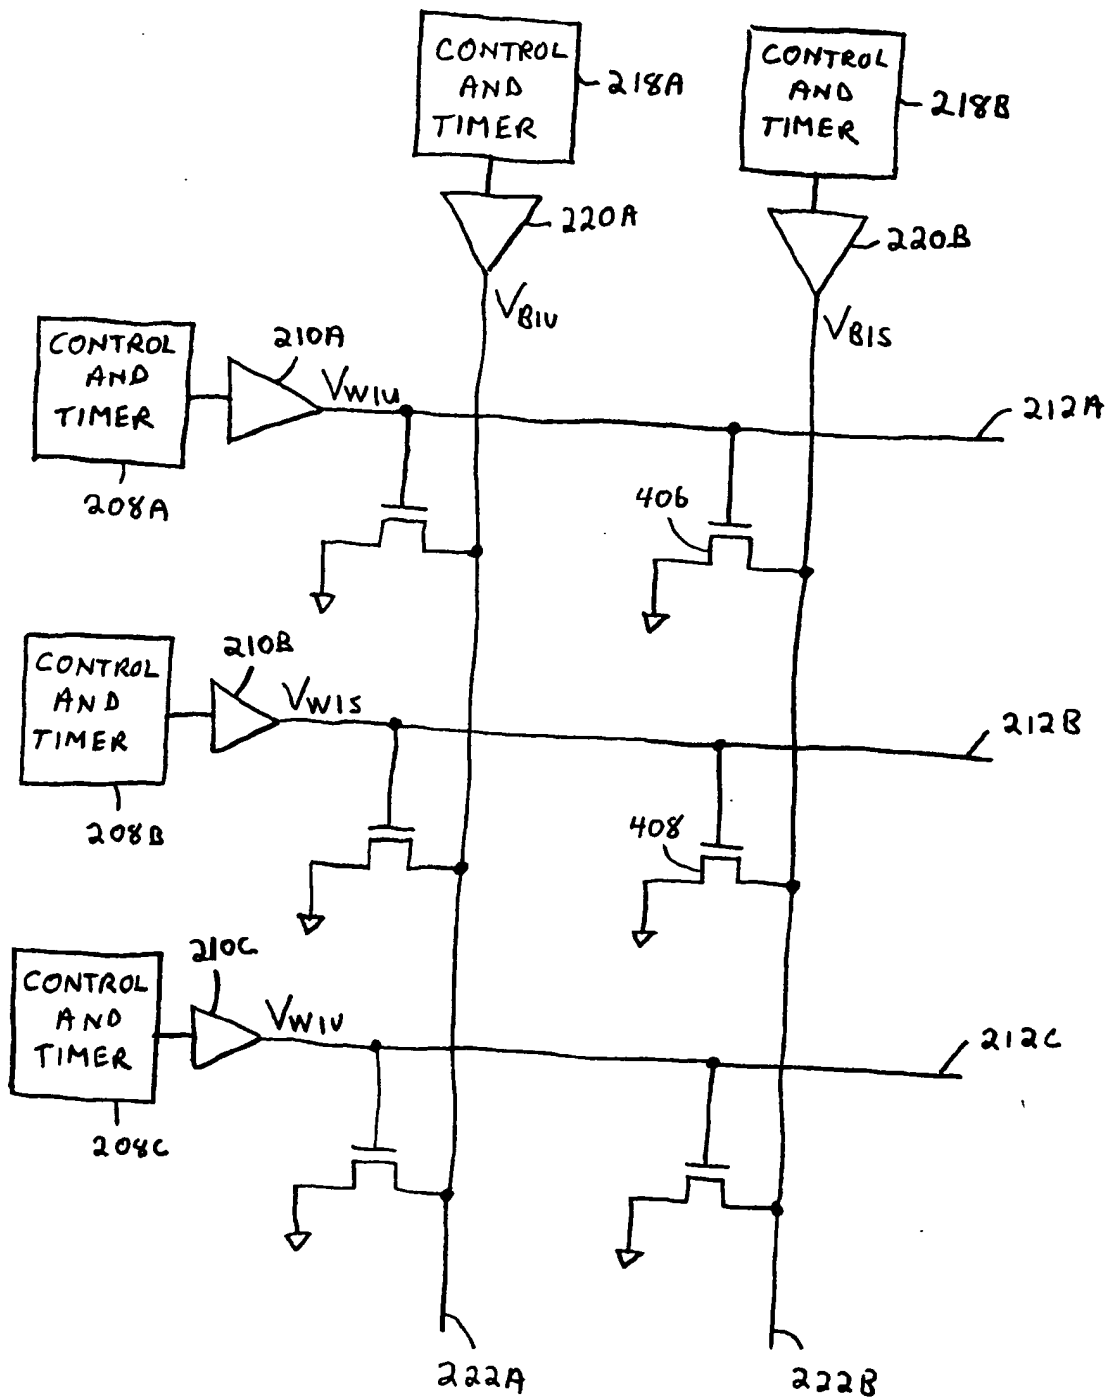 CONTROL
AND
TIMER
218A
CONTROL
AND
TIMER
218B
220A
220B
VB1U
VB1S
CONTROL
AND
TIMER
208A
210A
VW1U
212A
406
CONTROL
AND
TIMER
208B
210B
VW1S
212B
408
CONTROL
AND
TIMER
208C
210C
VW1U
212C
222A
222B